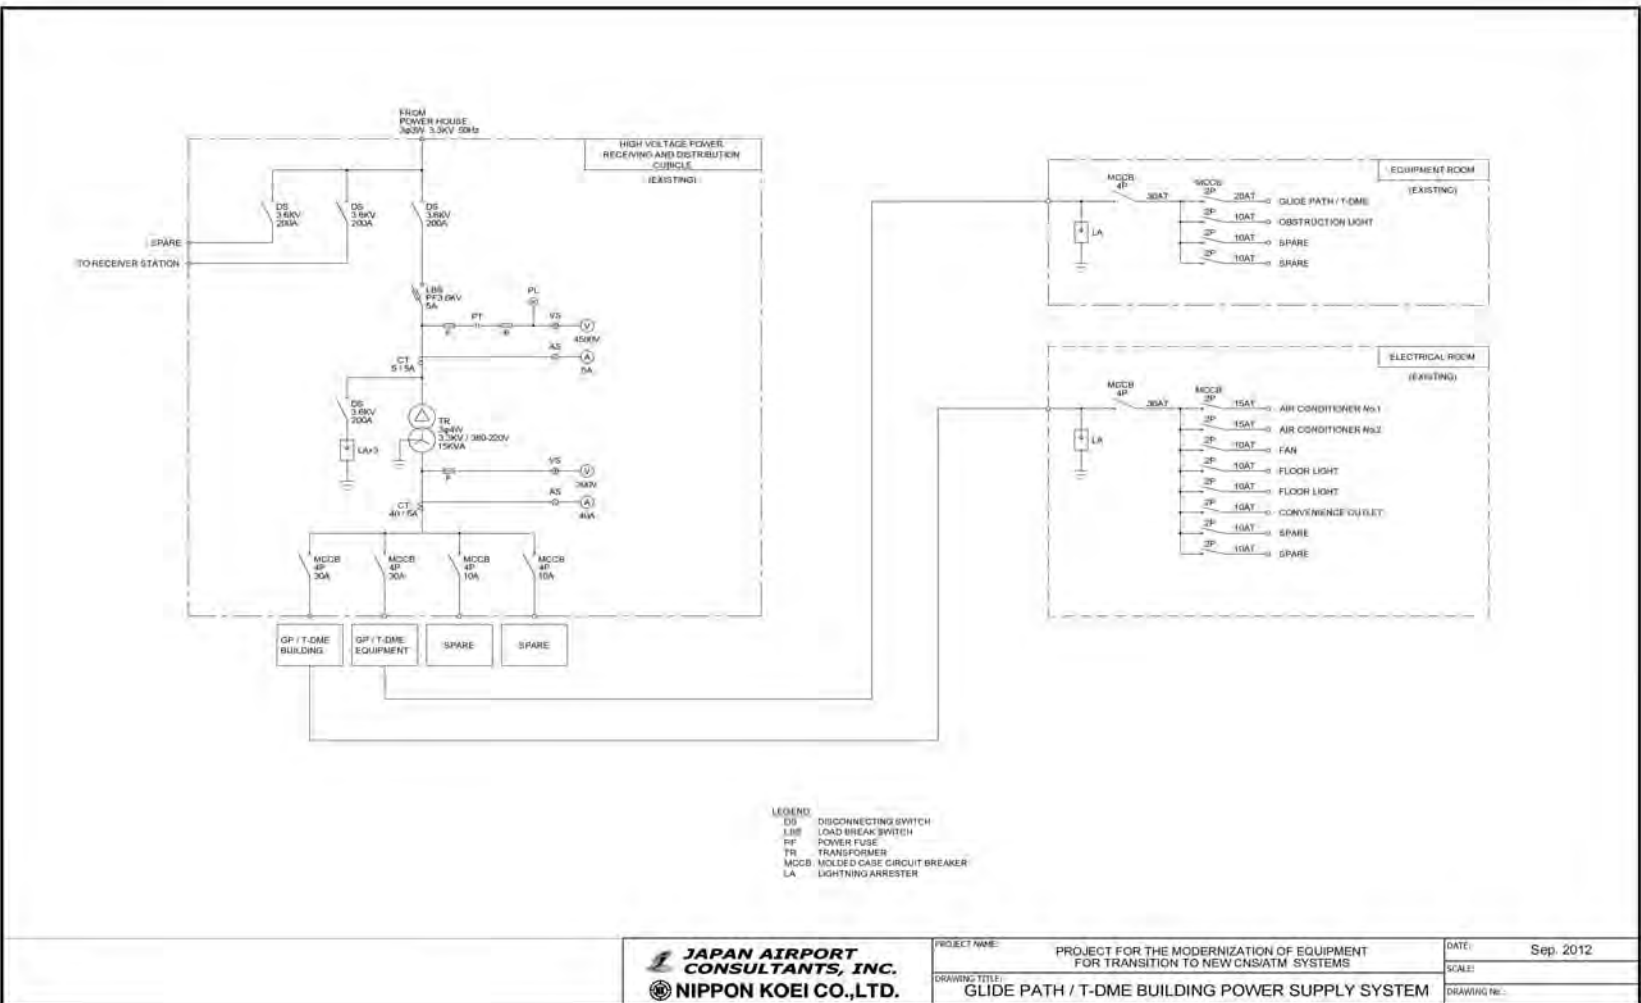 FROM
POWER HOUSE
3φ3W 3.3KV 50Hz
HIGH VOLTAGE POWER
RECEIVING AND DISTRIBUTION
CUBICLE
(EXISTING)
DS
3.6KV
200A
DS
3.6KV
200A
DS
3.6KV
200A
SPARE
TO RECEIVER STATION
LBS
PF3.6KV
5A
PL
PT
VS
V
F
4500V
AS
A
5A
CT
5 / 5A
DS
3.6KV
200A
LA×3
TR
3φ4W
3.3KV / 380-220V
15KVA
VS
V
F
AS
A
40A
CT
40 / 5A
MCCB
4P
30A
MCCB
4P
30A
MCCB
4P
10A
MCCB
4P
10A
GP / T-DME
BUILDING
GP / T-DME
EQUIPMENT
SPARE
SPARE
EQUIPMENT ROOM
(EXISTING)
MCCB
4P
30AT
LA
MCCB
2P 20AT GLIDE PATH / T-DME
2P 10AT OBSTRUCTION LIGHT
2P 10AT SPARE
2P 10AT SPARE
ELECTRICAL ROOM
(EXISTING)
MCCB
4P
30AT
LA
MCCB
2P 15AT AIR CONDITIONER No.1
2P 15AT AIR CONDITIONER No.2
2P 10AT FAN
2P 10AT FLOOR LIGHT
2P 10AT FLOOR LIGHT
2P 10AT CONVENIENCE OUTLET
2P 10AT SPARE
2P 10AT SPARE
LEGEND
DS DISCONNECTING SWITCH
LBS LOAD BREAK SWITCH
PF POWER FUSE
TR TRANSFORMER
MCCB MOLDED CASE CIRCUIT BREAKER
LA LIGHTNING ARRESTER
JAPAN AIRPORT
CONSULTANTS, INC.
NIPPON KOEI CO.,LTD.
PROJECT NAME:
PROJECT FOR THE MODERNIZATION OF EQUIPMENT
FOR TRANSITION TO NEW CNS/ATM SYSTEMS
DRAWING TITLE:
GLIDE PATH / T-DME BUILDING POWER SUPPLY SYSTEM
DATE: Sep. 2012
SCALE:
DRAWING No.: